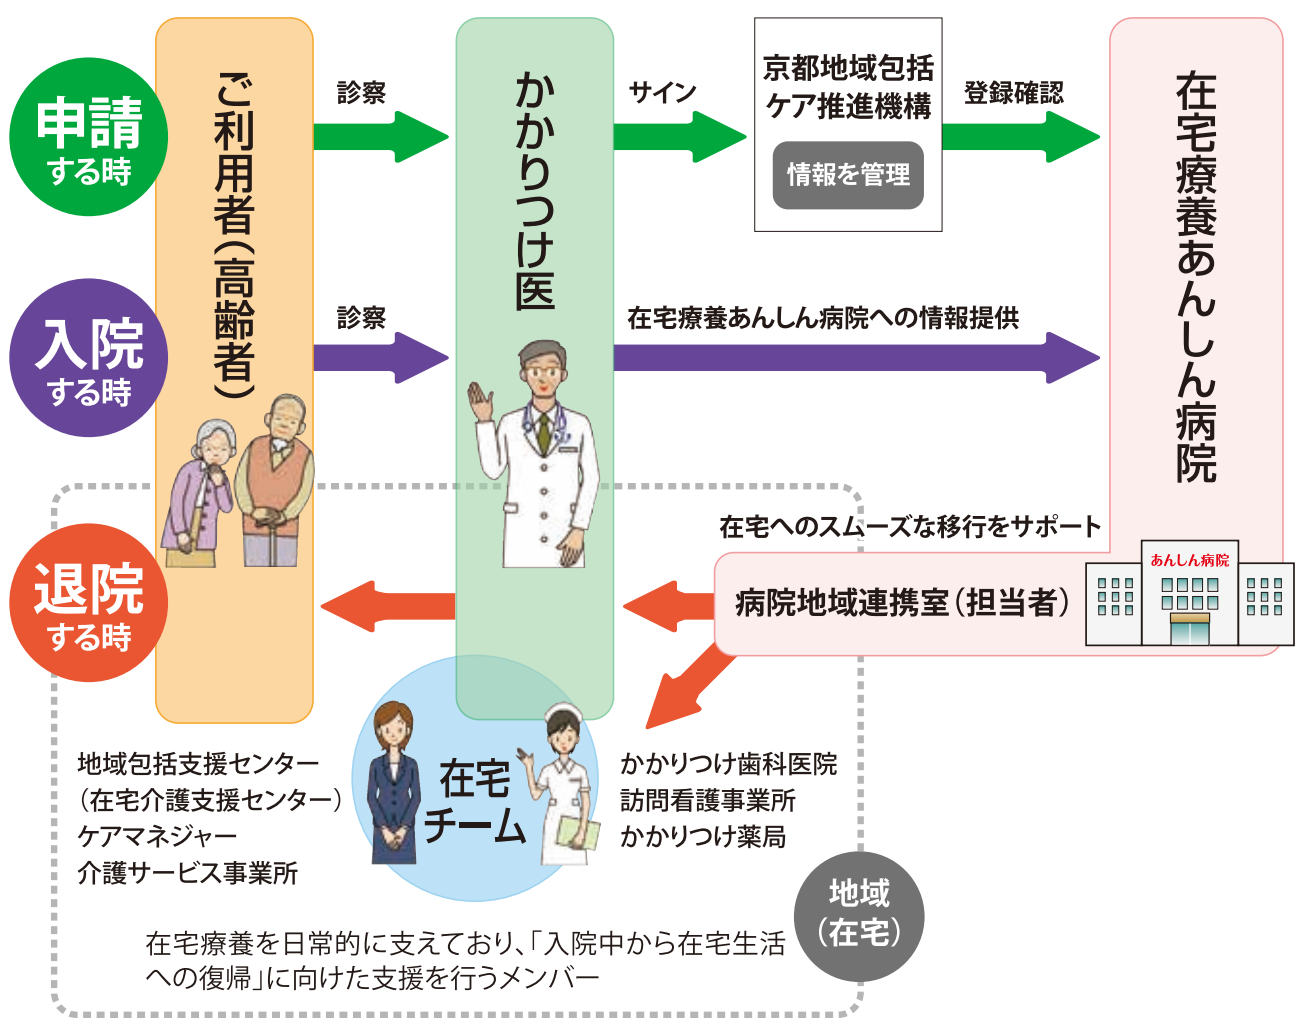 申請
する時
ご利用者（高齢者）
診察
かかりつけ医
サイン
京都地域包括
ケア推進機構
情報を管理
登録確認
在宅療養あんしん病院
入院
する時
診察
在宅療養あんしん病院への情報提供
退院
する時
在宅へのスムーズな移行をサポート
病院地域連携室（担当者）
あんしん病院
地域包括支援センター
（在宅介護支援センター）
ケアマネジャー
介護サービス事業所
在宅
チーム
かかりつけ歯科医院
訪問看護事業所
かかりつけ薬局
地域
（在宅）
在宅療養を日常的に支えており、「入院中から在宅生活
への復帰」に向けた支援を行うメンバー